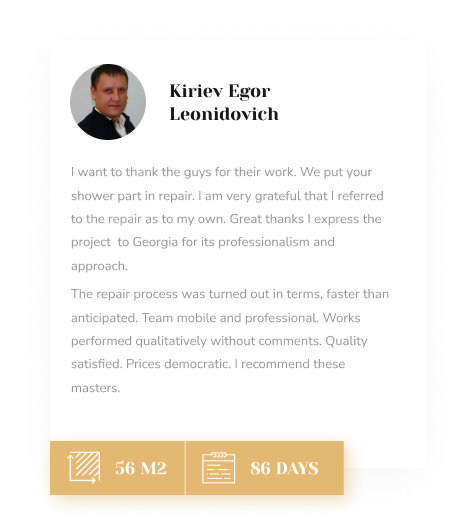 Kiriev Egor
Leonidovich
I want to thank the guys for their work. We put your
shower part in repair. I am very grateful that I referred
to the repair as to my own. Great thanks I express the
project  to Georgia for its professionalism and
approach.
The repair process was turned out in terms, faster than
anticipated. Team mobile and professional. Works
performed qualitatively without comments. Quality
satisfied. Prices democratic. I recommend these
masters.
56 M2
86 DAYS